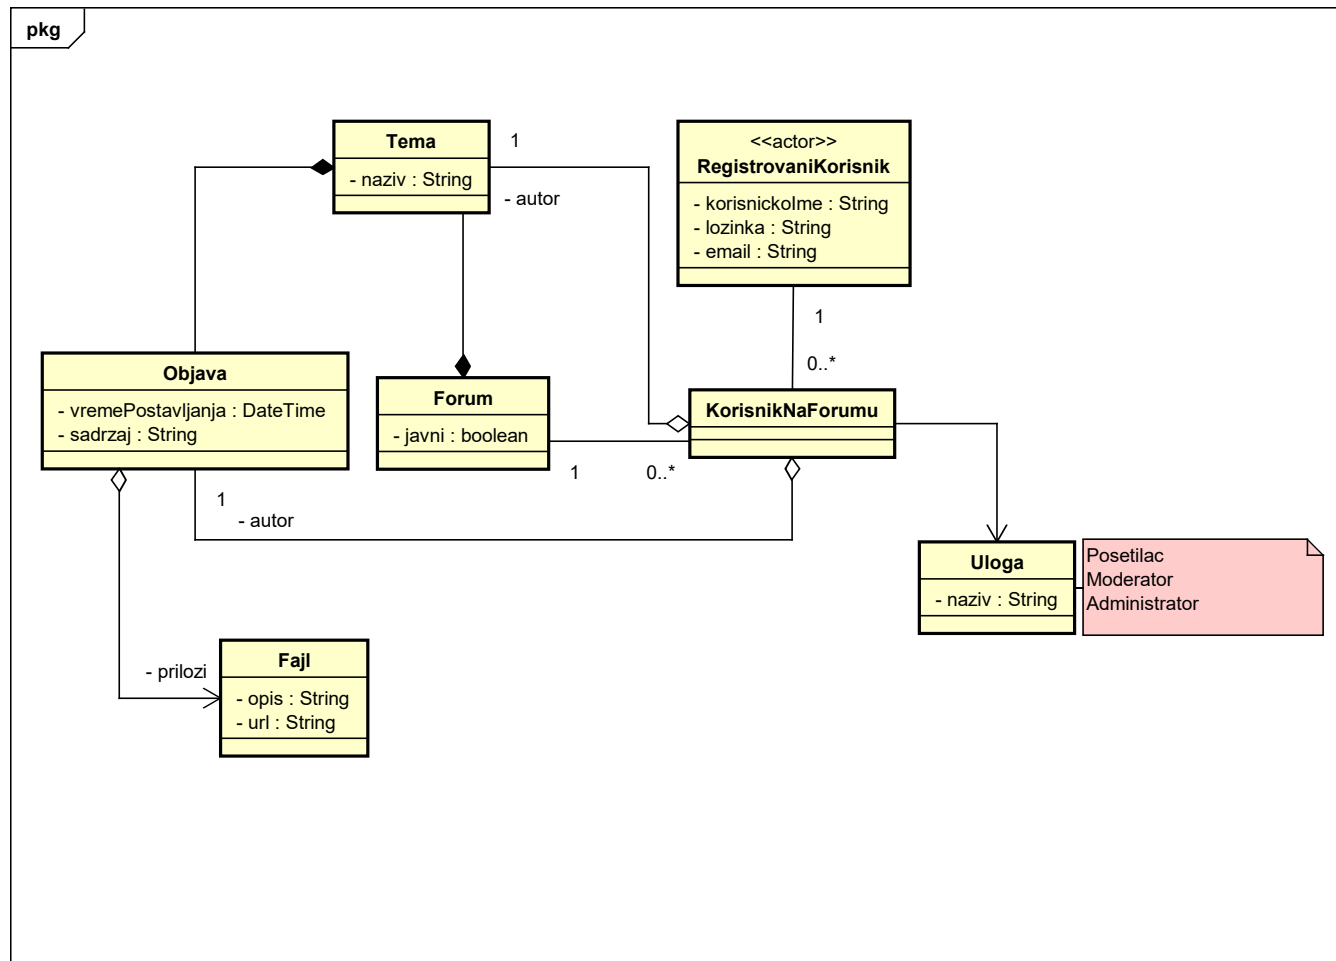 pkg
Tema
- naziv : String
1
- autor
<<actor>>
RegistrovaniKorisnik
- korisnickoIme : String
- lozinka : String
- email : String
1
0..*
Objava
- vremePostavljanja : DateTime
- sadrzaj : String
Forum
- javni : boolean
KorisnikNaForumu
1
0..*
1
- autor
Uloga
- naziv : String
Posetilac
Moderator
Administrator
- prilozi
Fajl
- opis : String
- url : String